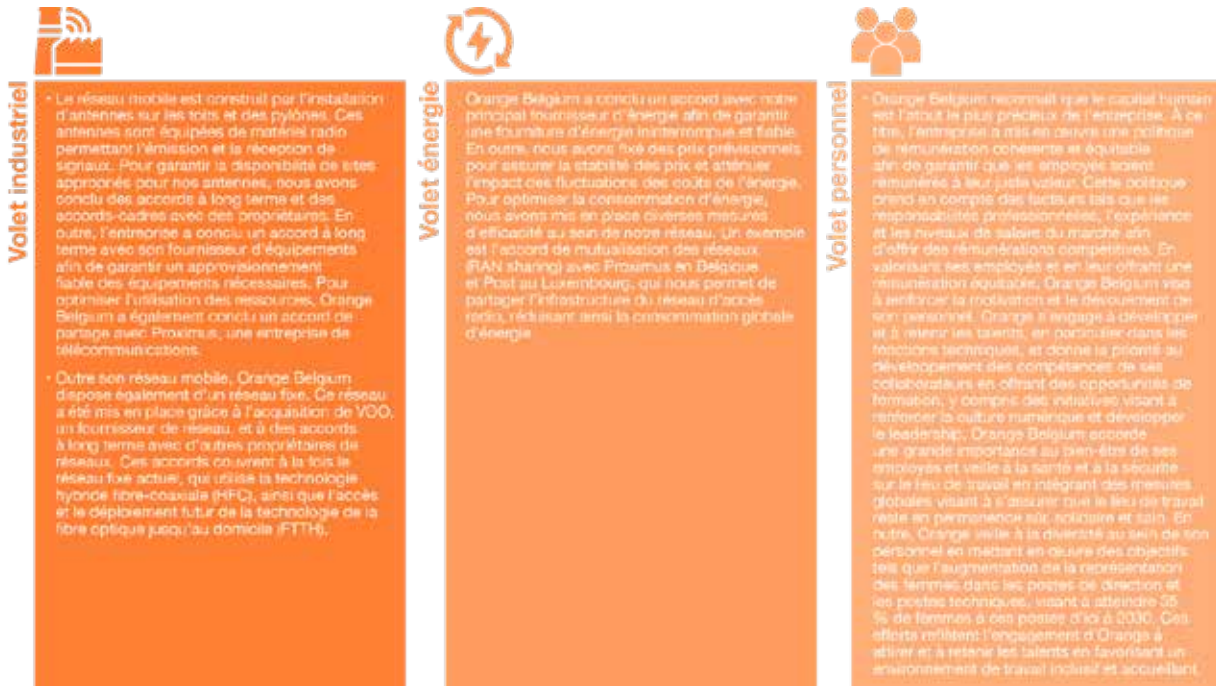 Volet industriel
• Le réseau mobile est construit par l'installation
d'antennes sur les toits et des pylônes. Ces
antennes sont équipées de matériel radio
permettant l'émission et la réception de
signaux. Pour garantir la disponibilité de sites
appropriés pour nos antennes, nous avons
conclu des accords à long terme et des
accords-cadres avec des propriétaires. En
outre, l'entreprise a conclu un accord à long
terme avec son fournisseur d'équipements
afin de garantir un approvisionnement
fiable des équipements nécessaires. Pour
optimiser l'utilisation des ressources, Orange
Belgium a également conclu un accord de
partage avec Proximus, une entreprise de
télécommunications.
• Outre son réseau mobile, Orange Belgium
dispose également d'un réseau fixe. Ce réseau
a été mis en place grâce à l'acquisition de VOO,
un fournisseur de réseau, et à des accords
à long terme avec d'autres propriétaires de
réseaux. Ces accords couvrent à la fois le
réseau fixe actuel, qui utilise la technologie
hybride fibre-coaxiale (HFC), ainsi que l'accès
et le déploiement futur de la technologie de la
fibre optique jusqu'au domicile (FTTH).
Volet énergie
Orange Belgium a conclu un accord avec notre
principal fournisseur d'énergie afin de garantir
une fourniture d'énergie ininterrompue et fiable.
En outre, nous avons fixé des prix prévisionnels
pour assurer la stabilité des prix et atténuer
l'impact des fluctuations des coûts de l'énergie.
Pour optimiser la consommation d'énergie,
nous avons mis en place diverses mesures
d'efficacité au sein de notre réseau. Un exemple
est l'accord de mutualisation des réseaux
(RAN sharing) avec Proximus en Belgique
et Post au Luxembourg, qui nous permet de
partager l'infrastructure du réseau d'accès
radio, réduisant ainsi la consommation globale
d'énergie.
Volet personnel
• Orange Belgium reconnaît que le capital humain
est l'atout le plus précieux de l'entreprise. À ce
titre, l'entreprise a mis en œuvre une politique
de rémunération cohérente et équitable
afin de garantir que les employés soient
rémunérés à leur juste valeur. Cette politique
prend en compte des facteurs tels que les
responsabilités professionnelles, l'expérience
et les niveaux de salaire du marché afin
d'offrir des rémunérations compétitives. En
valorisant ses employés et en leur offrant une
rémunération équitable, Orange Belgium vise
à renforcer la motivation et le dévouement de
son personnel. Orange s'engage à développer
et à retenir les talents, en particulier dans les
fonctions techniques, et donne la priorité au
développement des compétences de ses
collaborateurs en offrant des opportunités de
formation, y compris des initiatives visant à
renforcer la culture numérique et développer
le leadership. Orange Belgium accorde
une grande importance au bien-être de ses
employés et veille à la santé et à la sécurité
sur le lieu de travail en intégrant des mesures
globales visant à s'assurer que le lieu de travail
reste en permanence sûr, solidaire et sain. En
outre, Orange veille à la diversité au sein de son
personnel en mettant en œuvre des objectifs
tels que l'augmentation de la représentation
des femmes dans les postes de direction et
les postes techniques, visant à atteindre 35
% de femmes à ces postes d'ici à 2030. Ces
efforts reflètent l'engagement d'Orange à
attirer et à retenir les talents en favorisant un
environnement de travail inclusif et accueillant.